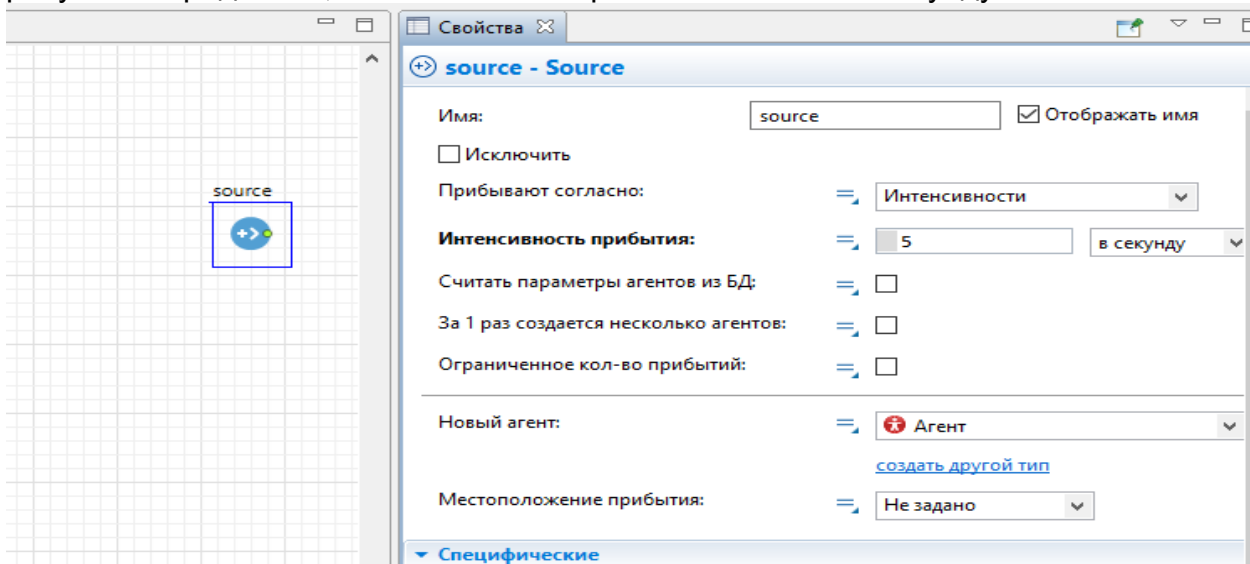 Свойства
source - Source
Имя: source Отображать имя
Исключить
source
Прибывают согласно: Интенсивности
Интенсивность прибытия: 5 в секунду
Считать параметры агентов из БД:
За 1 раз создается несколько агентов:
Ограниченное кол-во прибытий:
Новый агент: Агент
создать другой тип
Местоположение прибытия: Не задано
Специфические